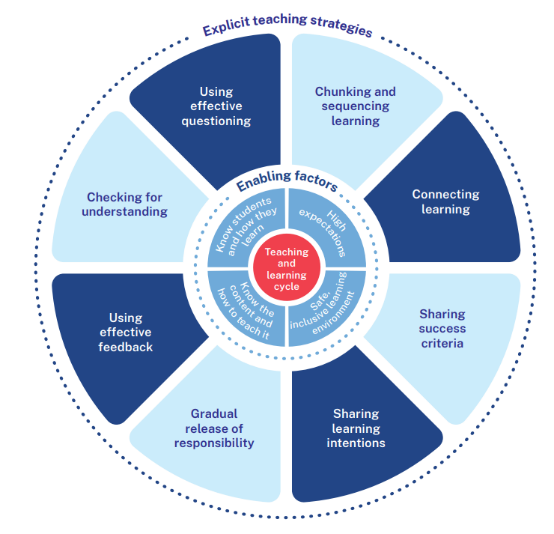 Explicit teaching strategies
Using
effective
questioning
Chunking and
sequencing
learning
Checking for
understanding
Connecting
learning
Enabling factors
Know students
and how they
learn
High
expectations
Teaching
and
learning
cycle
Know the
content and
how to teach it
Safe,
inclusive learning
environment
Using
effective
feedback
Sharing
success
criteria
Gradual
release of
responsibility
Sharing
learning
intentions